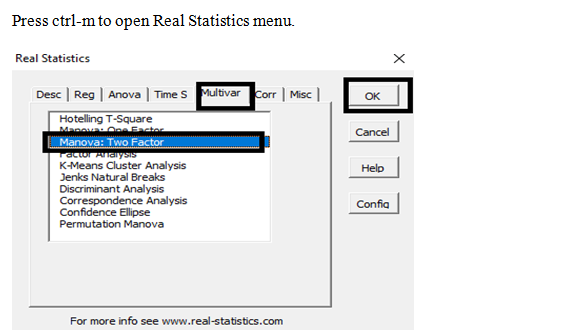 Press ctrl-m to open Real Statistics menu.
Real Statistics
Desc | Reg | Anova | Time S | Multivar Corr | Misc |
OK
Hotelling T-Square
Manova: One Factor
Manova: Two Factor
Factor Analysis
K-Means Cluster Analysis
Jenks Natural Breaks
Discriminant Analysis
Correspondence Analysis
Confidence Ellipse
Permutation Manova
Cancel
Help
Config
For more info see www.real-statistics.com